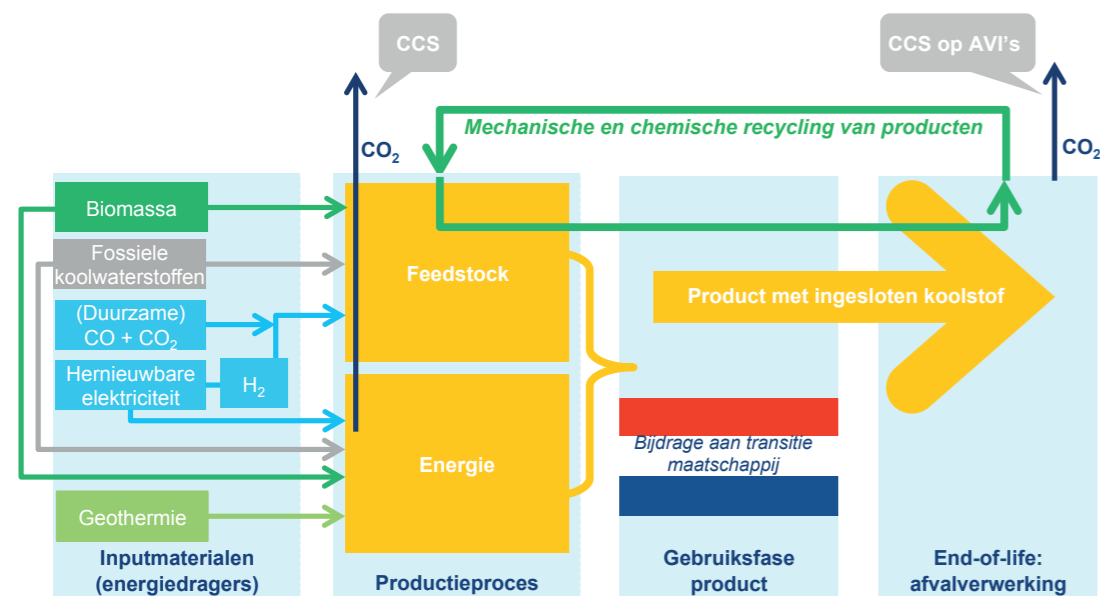 CCS
CCS op AVI's
Mechanische en chemische recycling van producten
CO₂
CO₂
Biomassa
Fossiele
koolwaterstoffen
(Duurzame)
CO + CO₂
Hernieuwbare
elektriciteit
H₂
Geothermie
Feedstock
Energie
Product met ingesloten koolstof
Bijdrage aan transitie
maatschappij
Inputmaterialen
(energiedragers)
Productieproces
Gebruiksfase
product
End-of-life:
afvalverwerking